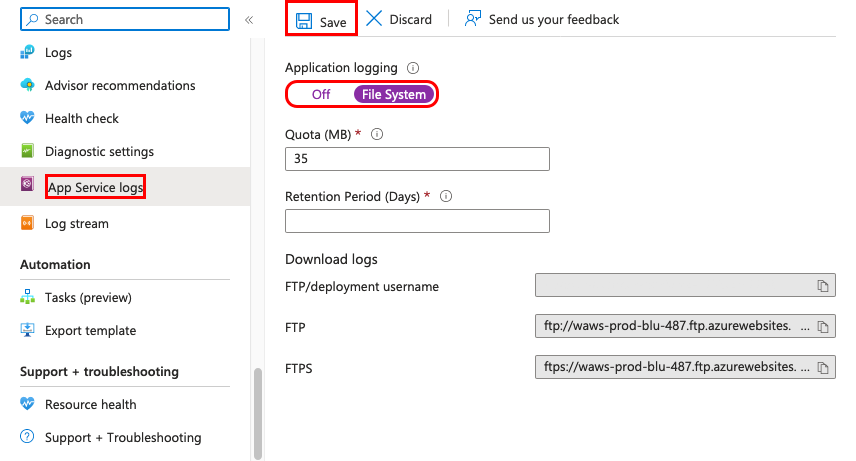 Search
«
Logs
Advisor recommendations
Health check
Diagnostic settings
App Service logs
Log stream
Automation
Tasks (preview)
Export template
Support + troubleshooting
Resource health
Support + Troubleshooting
Save
Discard
Send us your feedback
Application logging
Off
File System
Quota (MB) *
35
Retention Period (Days) *
Download logs
FTP/deployment username
FTP
ftp://waws-prod-blu-487.ftp.azurewebsites. ...
FTPS
ftps://waws-prod-blu-487.ftp.azurewebsites. ...